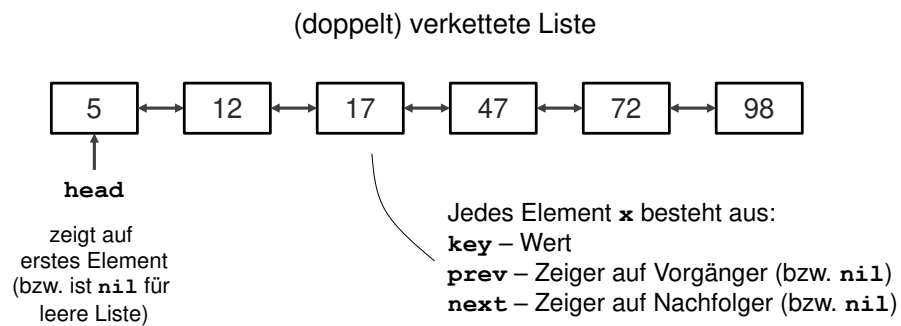 (doppelt) verkettete Liste
5 12 17 47 72 98
head
zeigt auf
erstes Element
(bzw. ist nil für
leere Liste)
Jedes Element x besteht aus:
key – Wert
prev – Zeiger auf Vorgänger (bzw. nil)
next – Zeiger auf Nachfolger (bzw. nil)